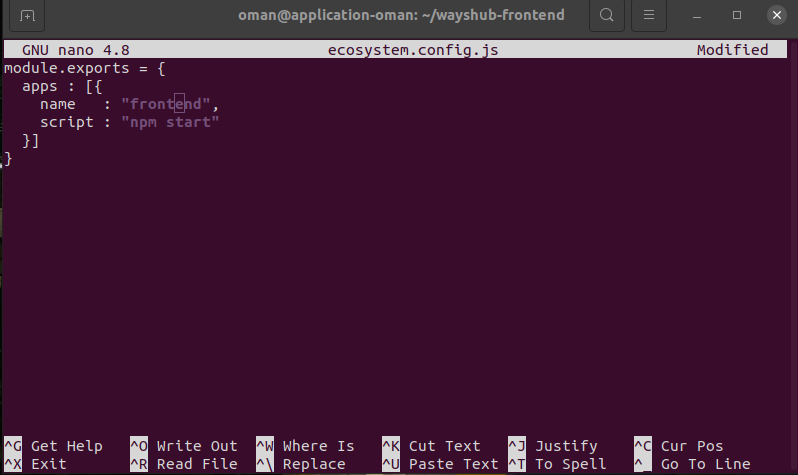 oman@application-oman: ~/wayshub-frontend
GNU nano 4.8 ecosystem.config.js Modified
module.exports = {
  apps : [{
    name   : "frontend",
    script : "npm start"
  }]
}
^G Get Help ^O Write Out ^W Where Is ^K Cut Text ^J Justify ^C Cur Pos
^X Exit ^R Read File ^\ Replace ^U Paste Text ^T To Spell ^_ Go To Line